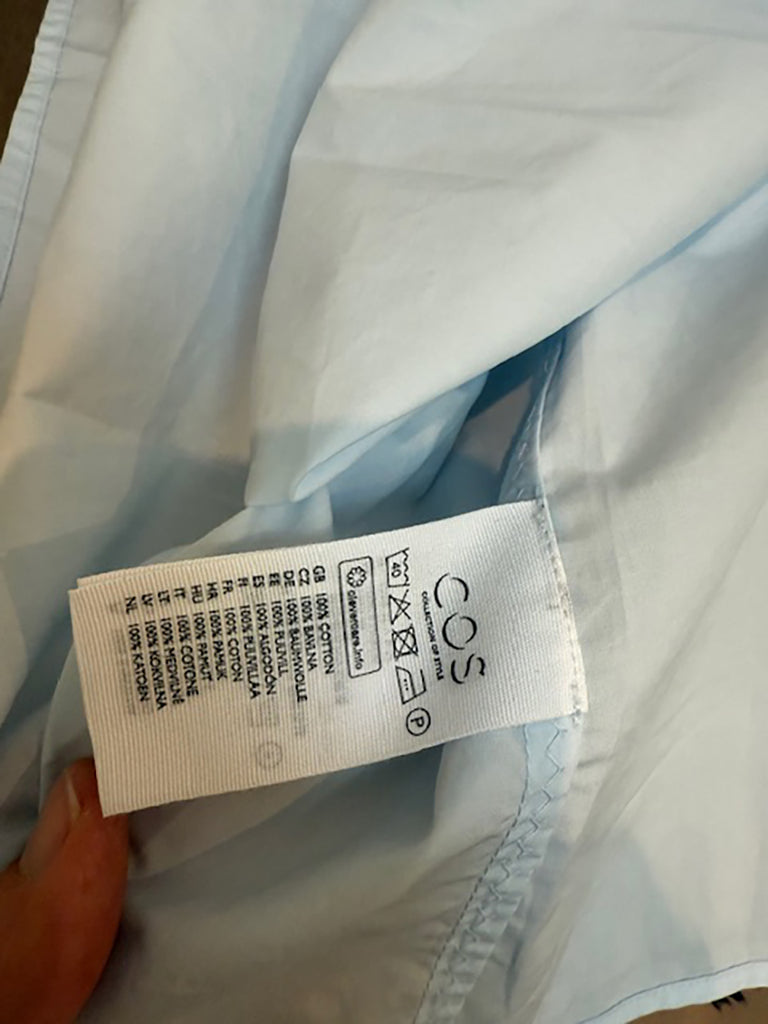 COS
COLLECTION OF STYLE
40
P
clevercare.info
GB 100% COTTON
CZ 100% BAVLNA
DE 100% BAUMWOLLE
EE 100% PUUVILL
ES 100% ALGODÓN
FI 100% PUUVILLAA
FR 100% COTON
HR 100% PAMUK
HU 100% PAMUT
IT 100% COTONE
LT 100% MEDVILNĖ
LV 100% KOKVILNA
NL 100% KATOEN